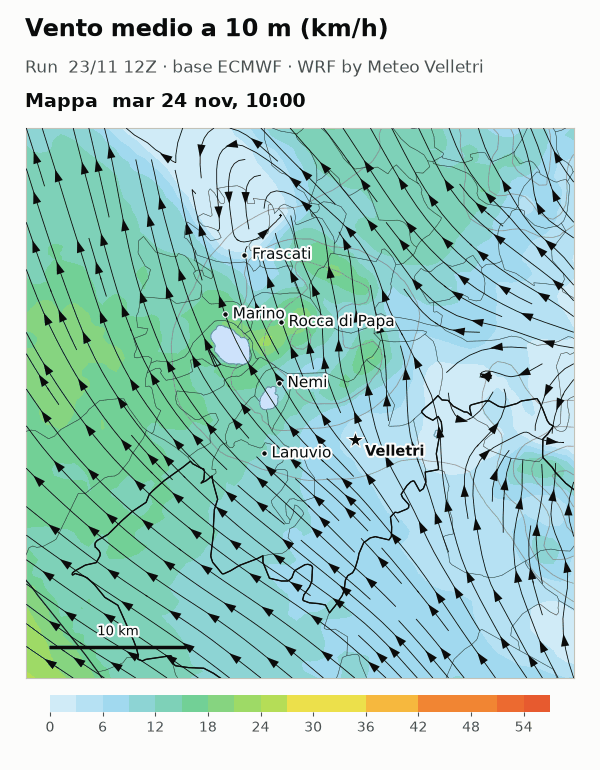 Vento medio a 10 m (km/h)
Run 23/11 12Z · base ECMWF · WRF by Meteo Velletri
Mappa mar 24 nov, 10:00
Frascati
Marino
Rocca di Papa
Nemi
Velletri
Lanuvio
10 km
0 6 12 18 24 30 36 42 48 54